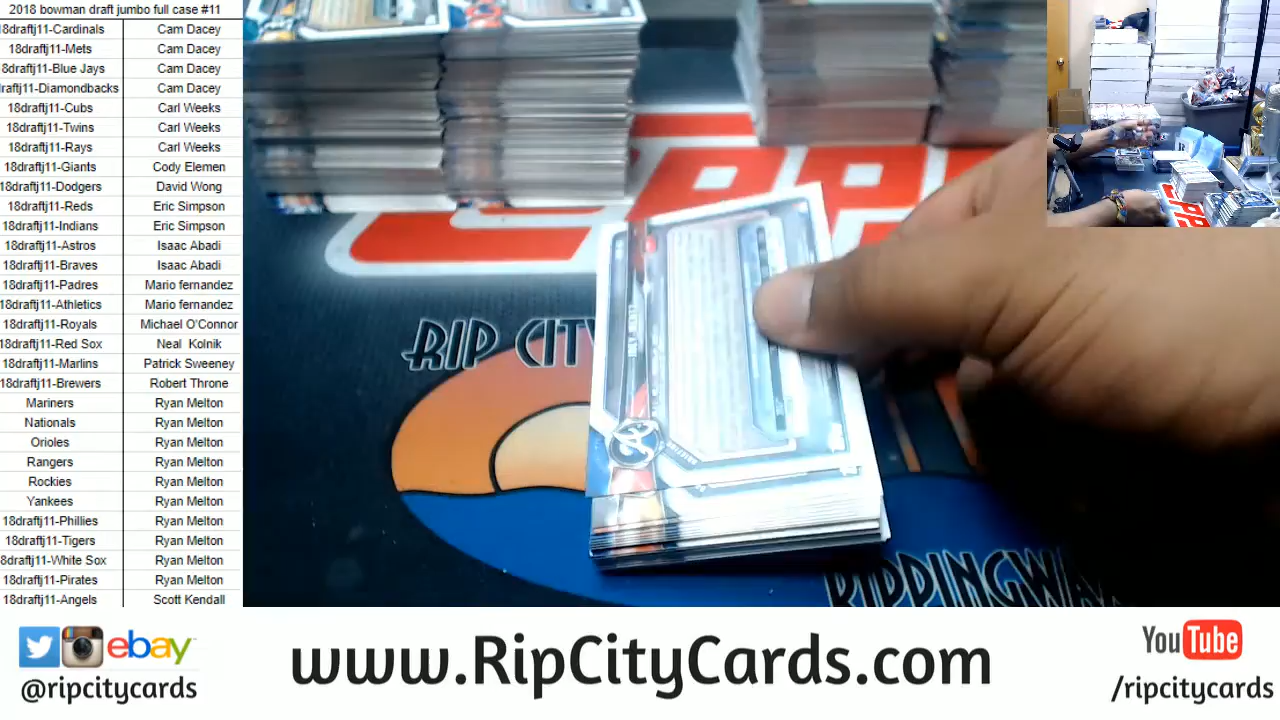 2018 bowman draft jumbo full case #11
18draftj11-Cardinals Cam Dacey
18draftj11-Mets Cam Dacey
8draftj11-Blue Jays Cam Dacey
raftj11-Diamondbacks Cam Dacey
18draftj11-Cubs Carl Weeks
18draftj11-Twins Carl Weeks
18draftj11-Rays Carl Weeks
18draftj11-Giants Cody Elemen
18draftj11-Dodgers David Wong
18draftj11-Reds Eric Simpson
18draftj11-Indians Eric Simpson
18draftj11-Astros Isaac Abadi
18draftj11-Braves Isaac Abadi
18draftj11-Padres Mario fernandez
18draftj11-Athletics Mario fernandez
18draftj11-Royals Michael O'Connor
18draftj11-Red Sox Neal Kolnik
18draftj11-Marlins Patrick Sweeney
18draftj11-Brewers Robert Throne
Mariners Ryan Melton
Nationals Ryan Melton
Orioles Ryan Melton
Rangers Ryan Melton
Rockies Ryan Melton
Yankees Ryan Melton
18draftj11-Phillies Ryan Melton
18draftj11-Tigers Ryan Melton
8draftj11-White Sox Ryan Melton
18draftj11-Pirates Ryan Melton
18draftj11-Angels Scott Kendall
RIP CIT
RIPPINGWA
ebay
@ripcitycards
www.RipCityCards.com
YouTube
/ripcitycards